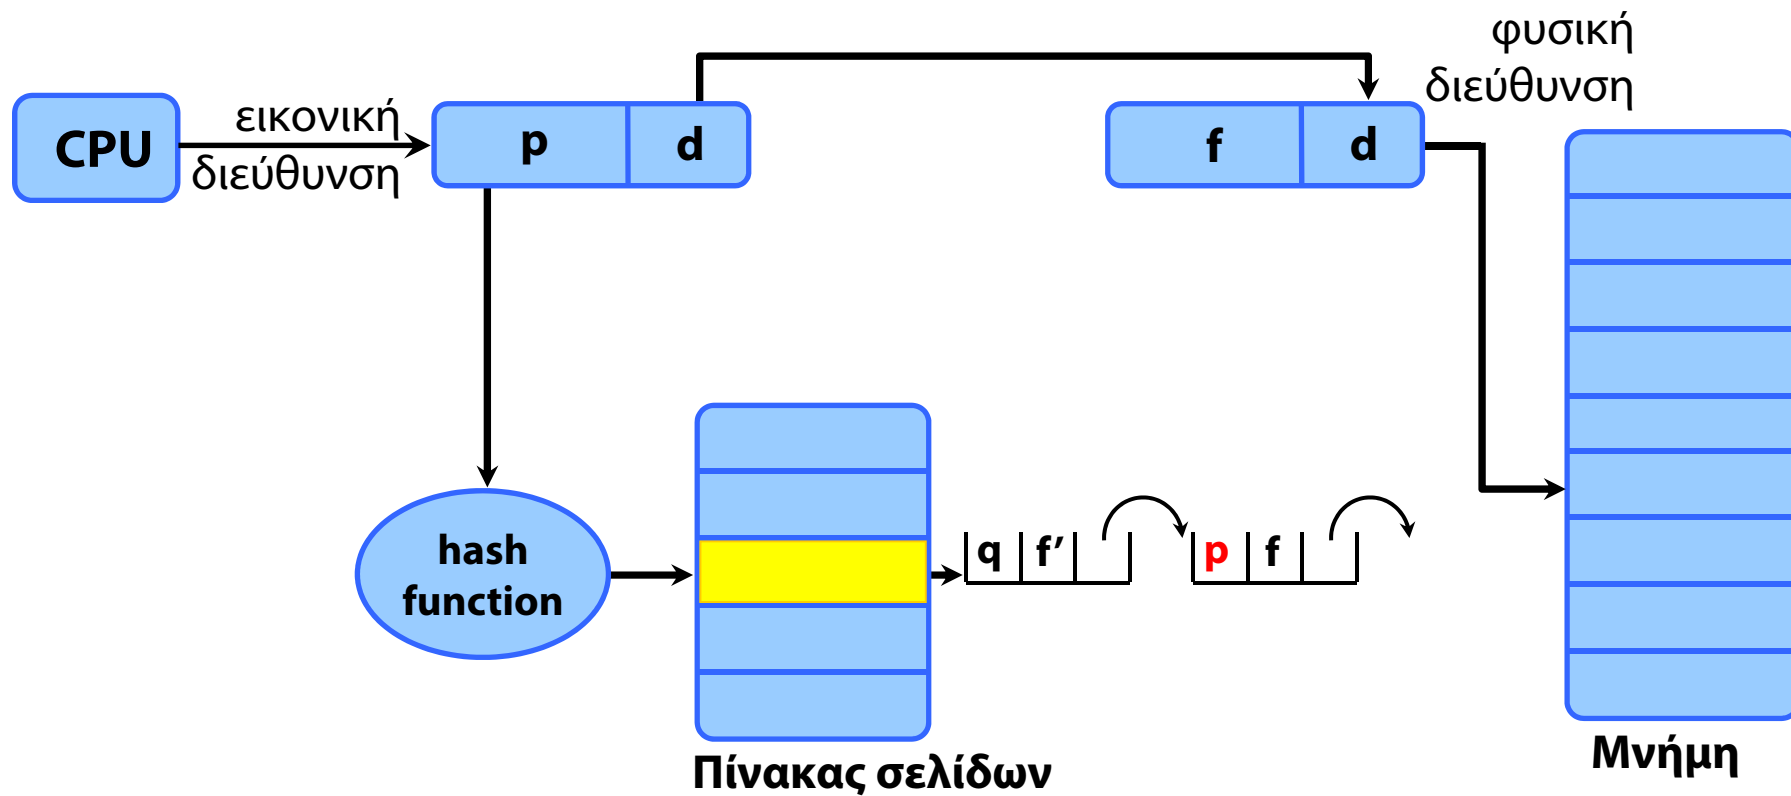 CPU
εικονική
διεύθυνση
p d
f d
φυσική
διεύθυνση
hash
function
q f′
p f
Πίνακας σελίδων
Μνήμη